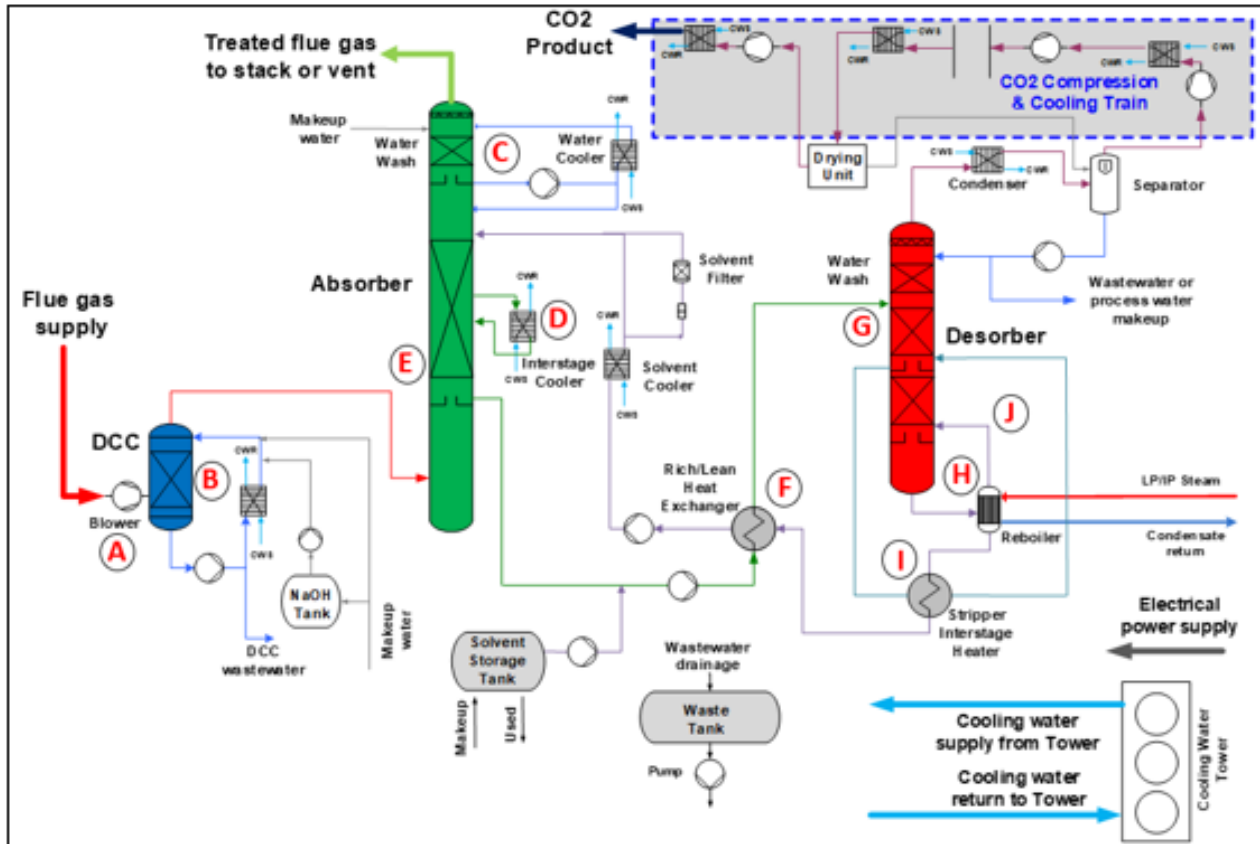 CO2
Product
CWS
CWR
CWS
CWR
CWS
CWR
CO2 Compression
& Cooling Train
Treated flue gas
to stack or vent
Makeup
water
Water
Wash
C
CWR
Water
Cooler
CWS
Drying
Unit
CWS
CWR
Condenser
Separator
Flue gas
supply
Absorber
CWR
D
Interstage
Cooler
CWS
E
Solvent
Filter
CWR
Solvent
Cooler
CWS
Water
Wash
G
Desorber
Wastewater or
process water
makeup
DCC
B
CWR
CWS
Blower
A
NaOH
Tank
Makeup
water
DCC
wastewater
Rich/Lean
Heat
Exchanger
F
J
H
LP/IP Steam
Reboiler
Condensate
return
I
Stripper
Interstage
Heater
Electrical
power supply
Solvent
Storage
Tank
Makeup
Used
Wastewater
drainage
Waste
Tank
Pump
Cooling water
supply from Tower
Cooling water
return to Tower
Cooling Water
Tower